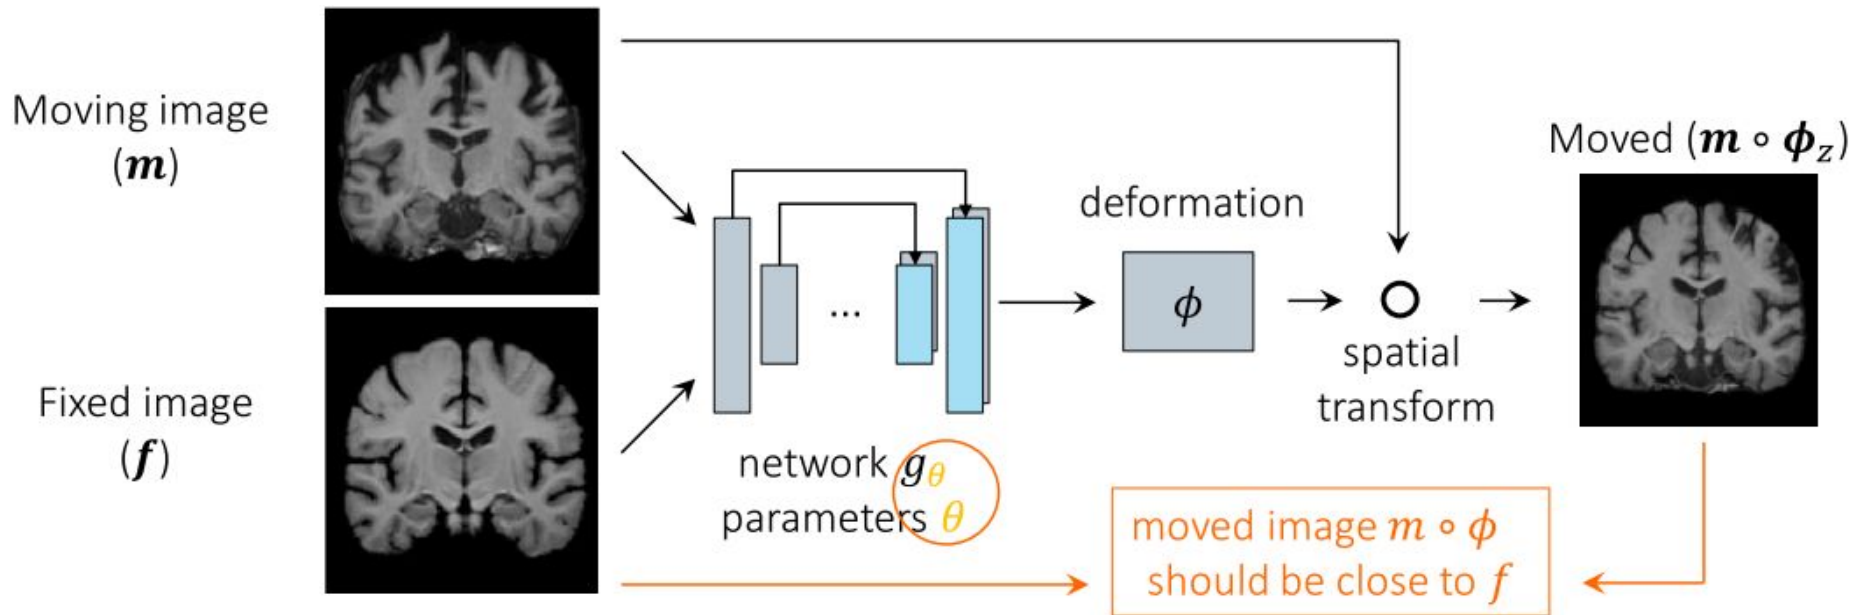 Moving image
(m)
Fixed image
(f)
...
network gθ
parameters θ
deformation
ϕ
spatial
transform
Moved (m ∘ ϕz)
moved image m ∘ ϕ
should be close to f